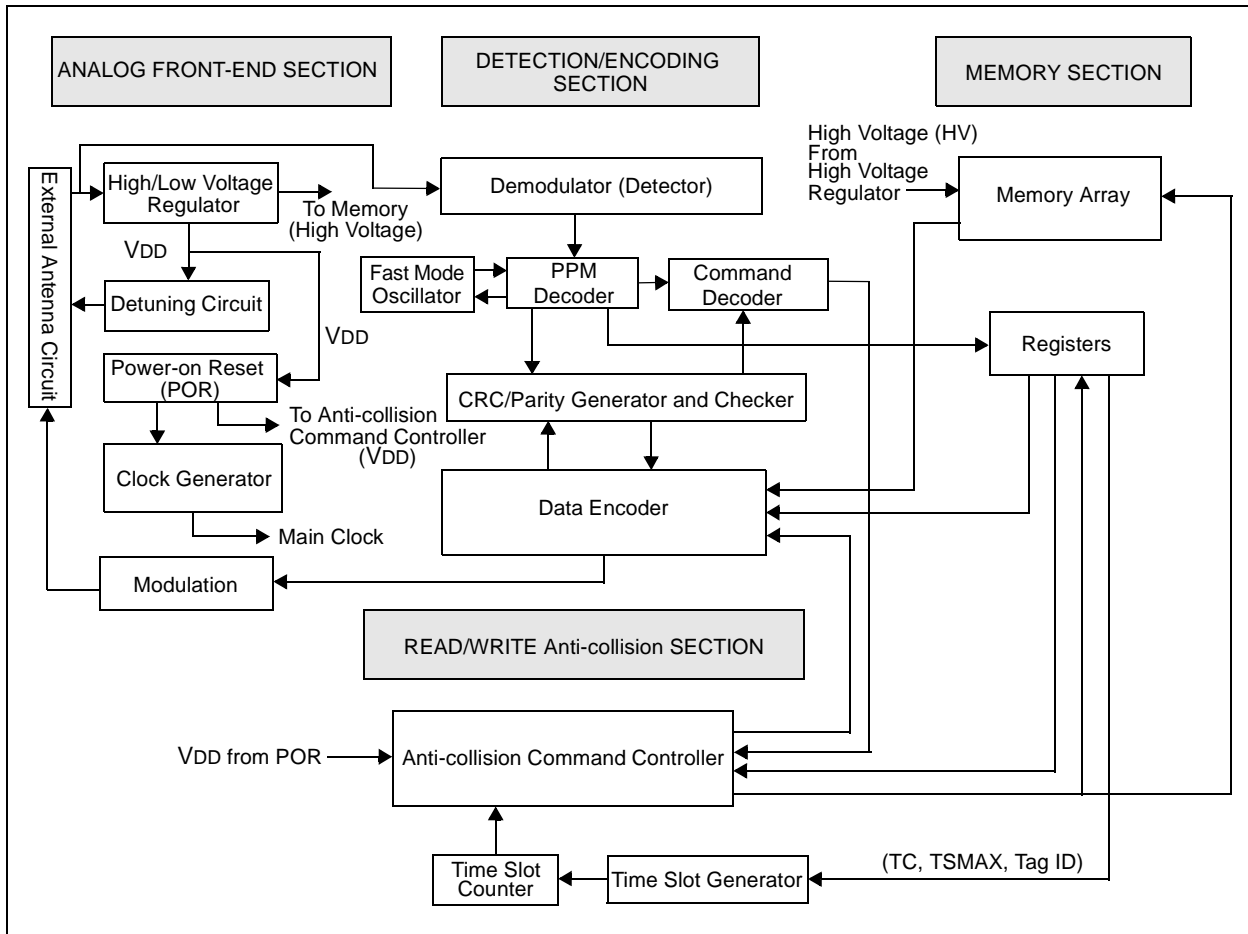 ANALOG FRONT-END SECTION
DETECTION/ENCODING
SECTION
MEMORY SECTION
External Antenna Circuit
High/Low Voltage
Regulator
To Memory
(High Voltage)
VDD
Detuning Circuit
VDD
Power-on Reset
(POR)
To Anti-collision
Command Controller
(VDD)
Clock Generator
Main Clock
Modulation
Demodulator (Detector)
Fast Mode
Oscillator
PPM
Decoder
Command
Decoder
CRC/Parity Generator and Checker
Data Encoder
High Voltage (HV)
From
High Voltage
Regulator
Memory Array
Registers
READ/WRITE Anti-collision SECTION
VDD from POR
Anti-collision Command Controller
Time Slot
Counter
Time Slot Generator
(TC, TSMAX, Tag ID)